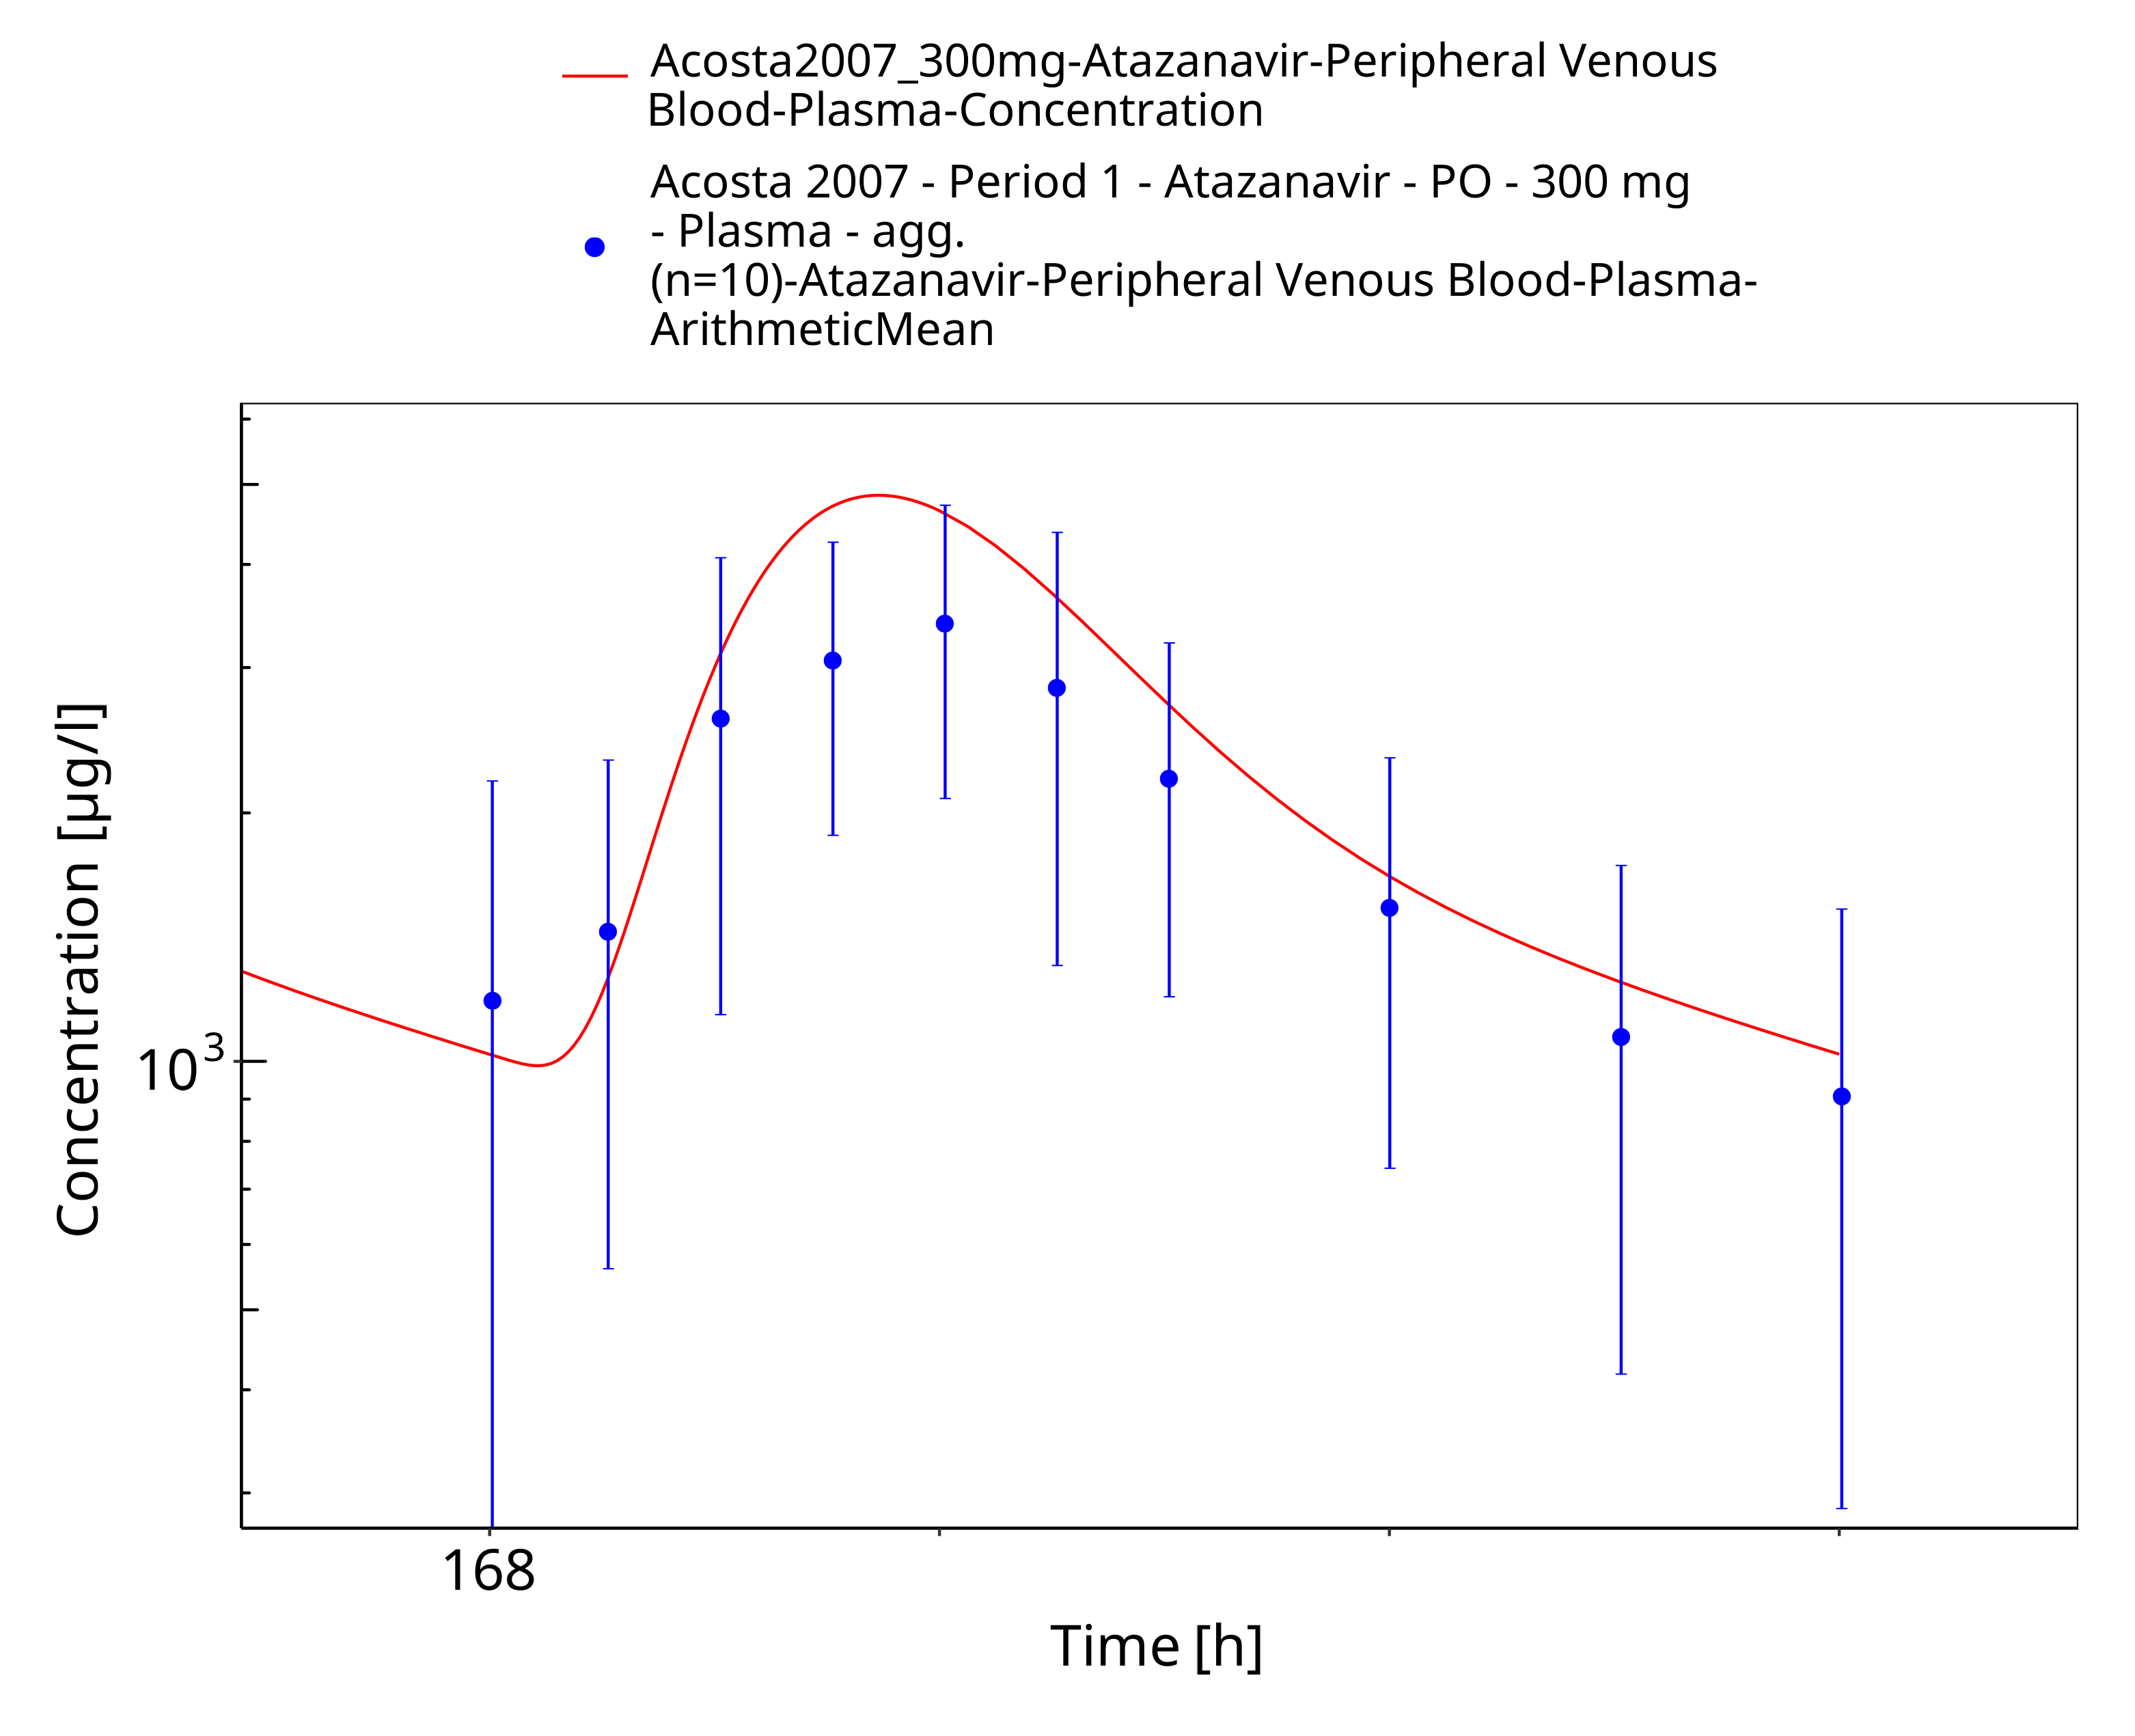 Acosta2007_300mg-Atazanavir-Peripheral Venous
Blood-Plasma-Concentration
Acosta 2007 - Period 1 - Atazanavir - PO - 300 mg
- Plasma - agg.
(n=10)-Atazanavir-Peripheral Venous Blood-Plasma-
ArithmeticMean
Concentration [µg/l]
10³
168
Time [h]